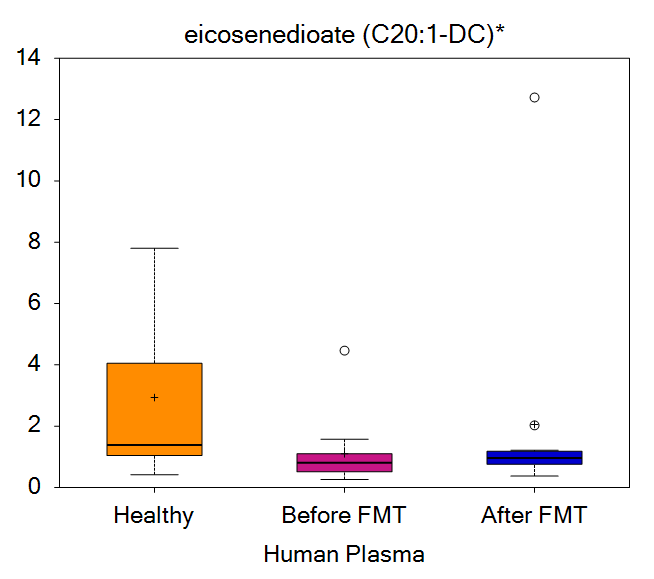 eicosenedioate (C20:1-DC)*
14
12
10
8
6
4
2
0
Healthy Before FMT After FMT
Human Plasma